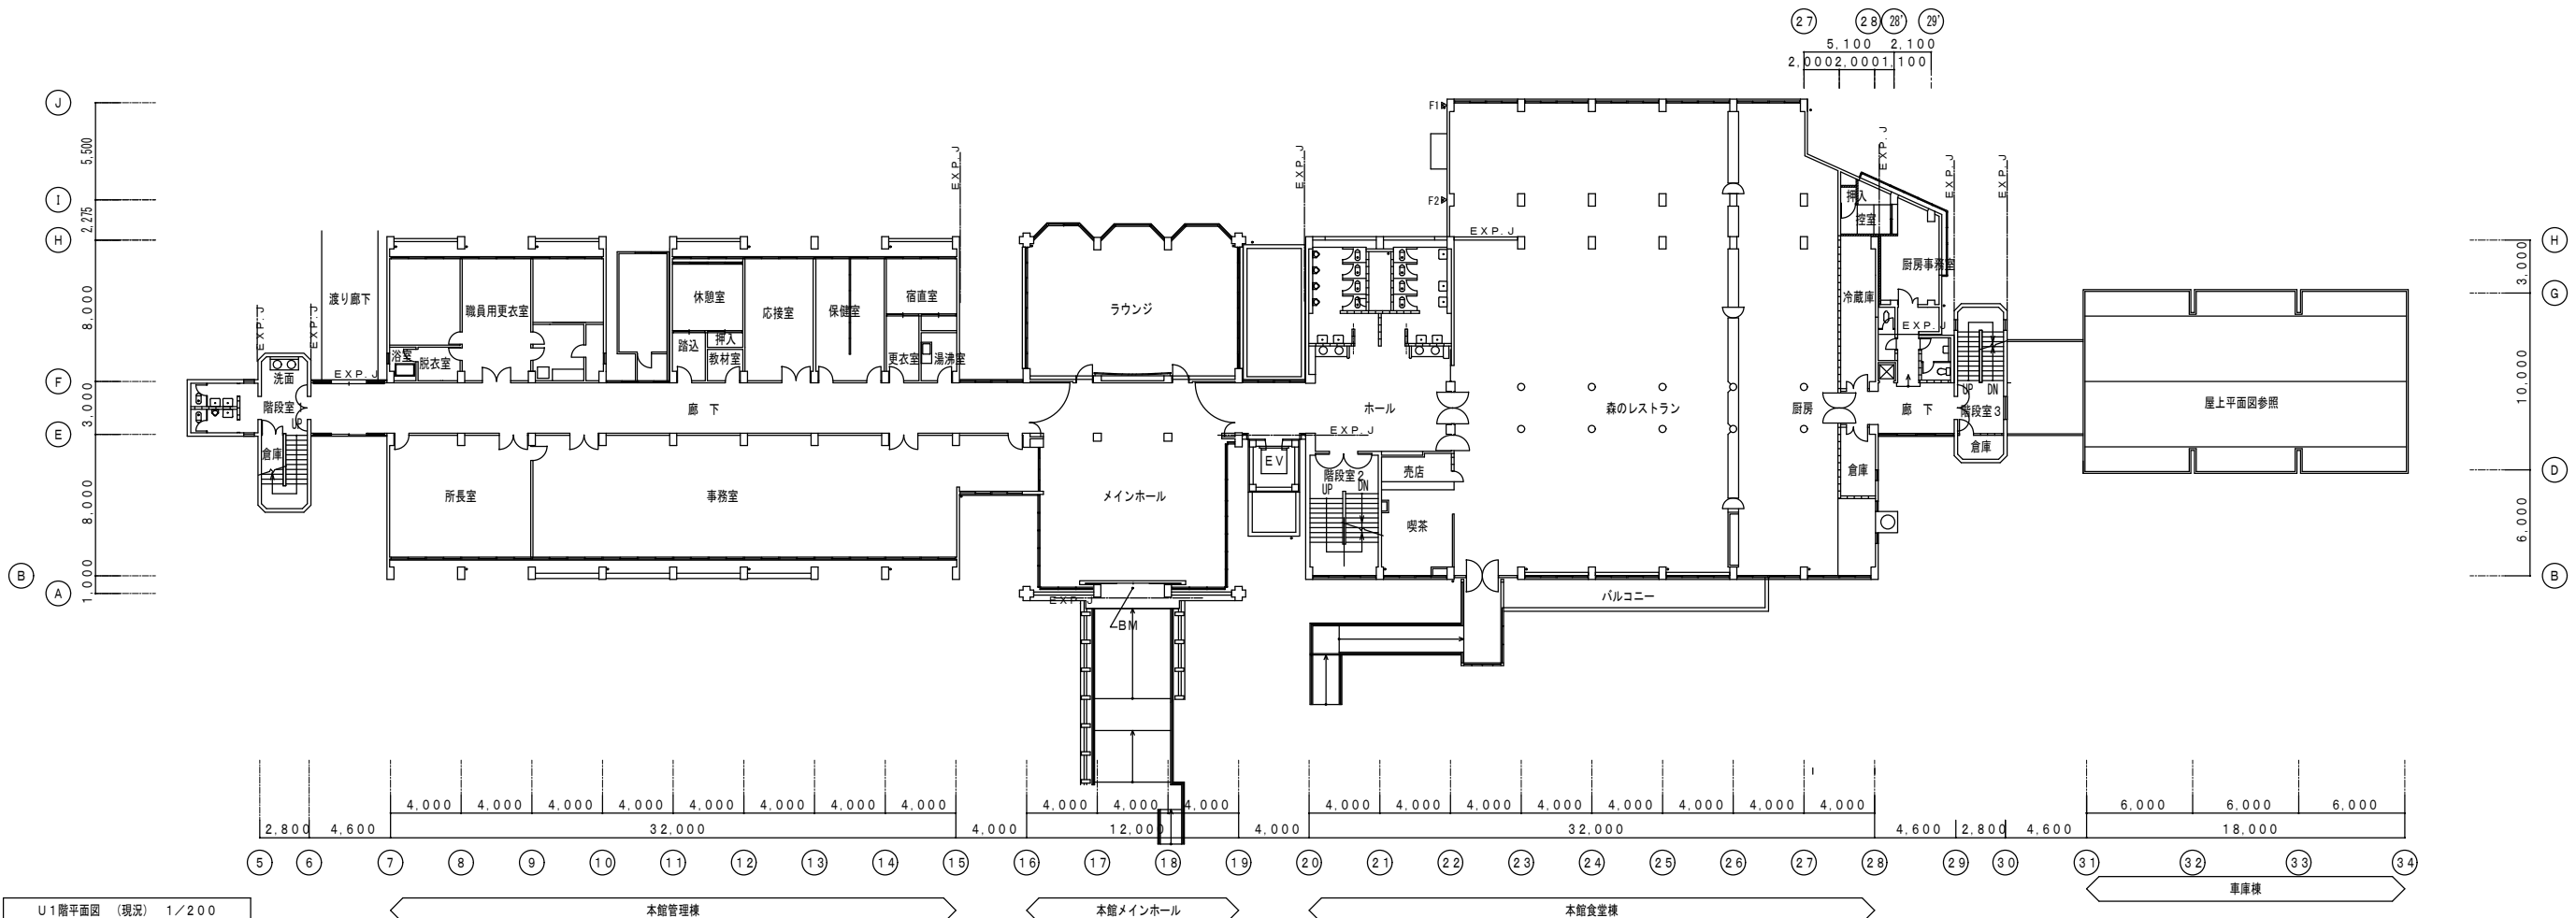 27 28 28' 29'
5,100 2,100
2,000 2,000 1,100
J
5,500
I
2,275
H
8,000
F
3,000
E
8,000
B
1,000
A
H
3,000
G
10,000
D
6,000
B
EXP.J
EXP.J
EXP.J
EXP.J
EXP.J
EXP.J
EXP.J
EXP.J
EXP.J
EXP.J
EXP.J
EXP.J
F1
F2
渡り廊下
職員用更衣室
浴室
脱衣室
休憩室
踏込
押入
教材室
応接室
保健室
宿直室
更衣室
湯沸室
ラウンジ
押入
控室
厨房事務室
冷蔵庫
洗面
階段室
UP
倉庫
廊 下
ホール
森のレストラン
厨房
廊 下
UP DN
階段室3
倉庫
屋上平面図参照
所長室
事務室
メインホール
EV
階段室2
UP DN
売店
喫茶
倉庫
バルコニー
BM
4,000 4,000 4,000 4,000 4,000 4,000 4,000 4,000 4,000 4,000 4,000 4,000 4,000 4,000 4,000 4,000 4,000 4,000 4,000 6,000 6,000 6,000
2,800 4,600 32,000 4,000 12,000 4,000 32,000 4,600 2,800 4,600 18,000
5 6 7 8 9 10 11 12 13 14 15 16 17 18 19 20 21 22 23 24 25 26 27 28 29 30 31 32 33 34
車庫棟
U1階平面図 (現況) 1/200
本館管理棟
本館メインホール
本館食堂棟